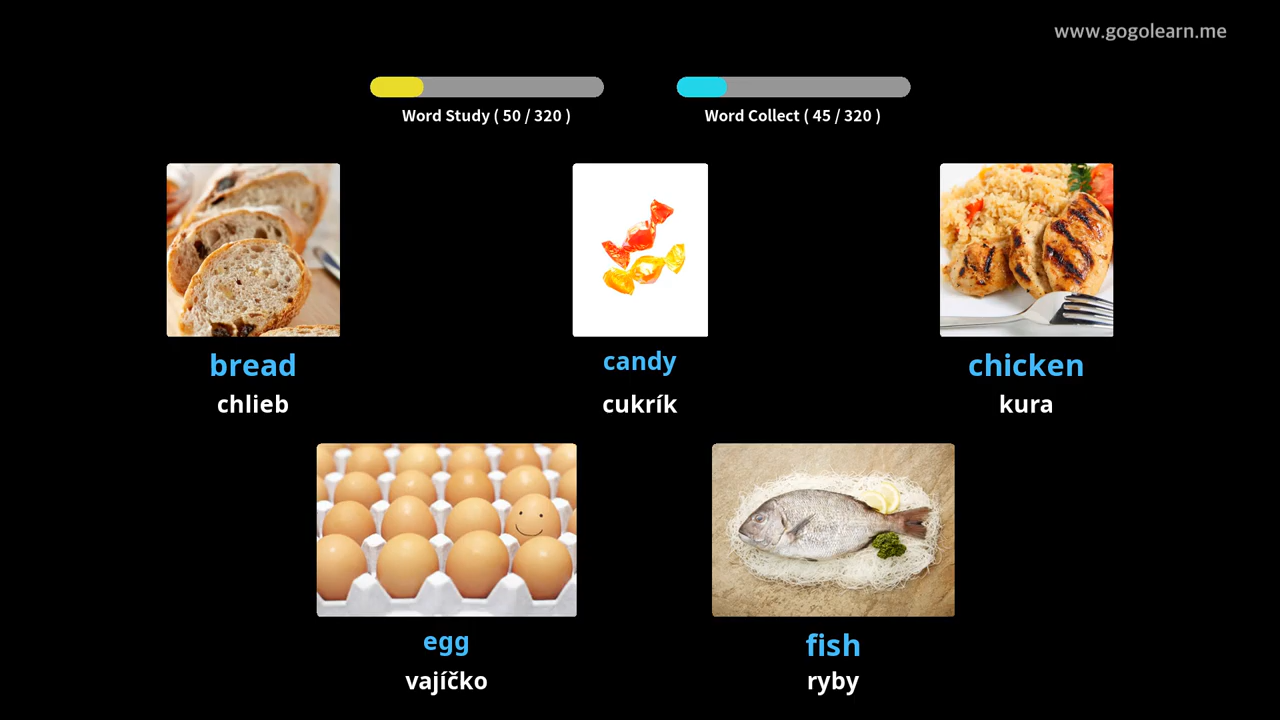 www.gogolearn.me
Word Study ( 50 / 320 )
Word Collect ( 45 / 320 )
bread
candy
chicken
chlieb
cukrík
kura
egg
fish
vajíčko
ryby